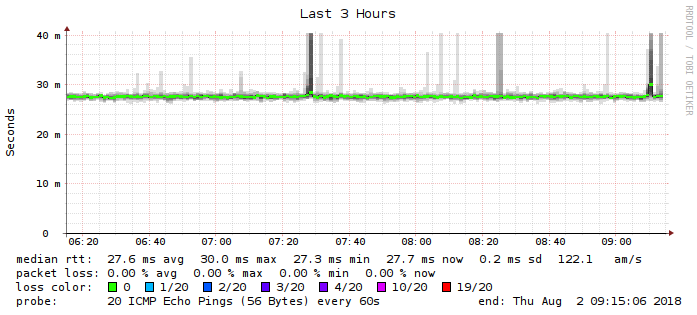 Last 3 Hours
RRDTOOL / TOBI OETIKER
Seconds
40 m
30 m
20 m
10 m
0
06:20 06:40 07:00 07:20 07:40 08:00 08:20 08:40 09:00
median rtt: 27.6 ms avg 30.0 ms max 27.3 ms min 27.7 ms now 0.2 ms sd 122.1 am/s
packet loss: 0.00 % avg 0.00 % max 0.00 % min 0.00 % now
loss color: 0 1/20 2/20 3/20 4/20 10/20 19/20
probe: 20 ICMP Echo Pings (56 Bytes) every 60s end: Thu Aug 2 09:15:06 2018